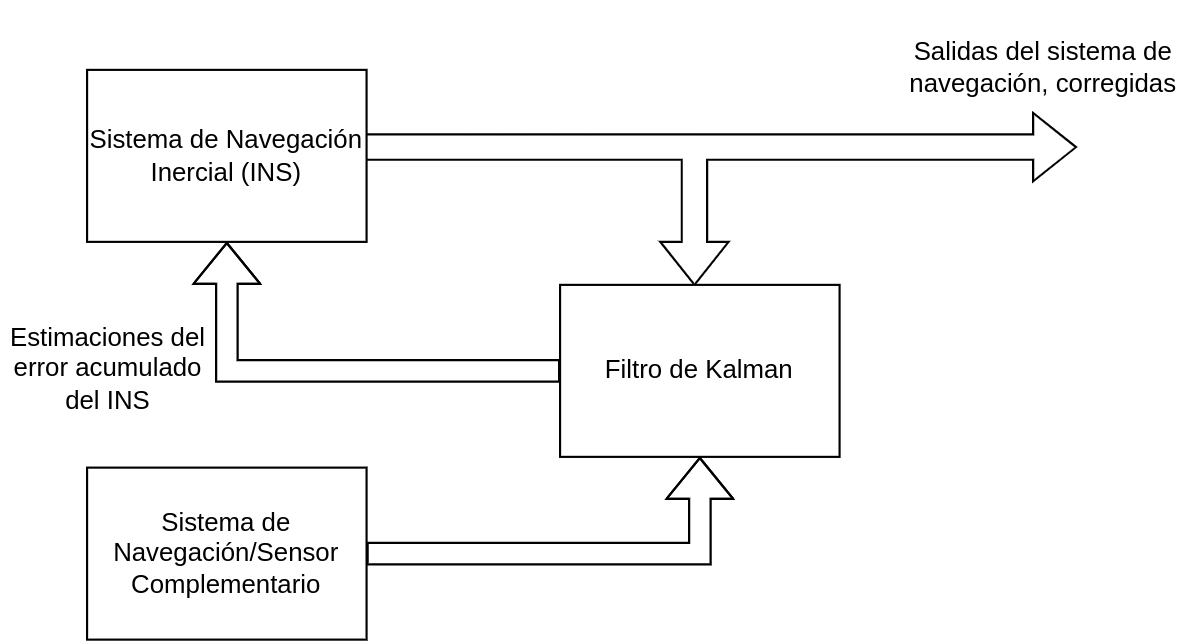 Salidas del sistema de
navegación, corregidas
Sistema de Navegación
Inercial (INS)
Estimaciones del
error acumulado
del INS
Filtro de Kalman
Sistema de
Navegación/Sensor
Complementario